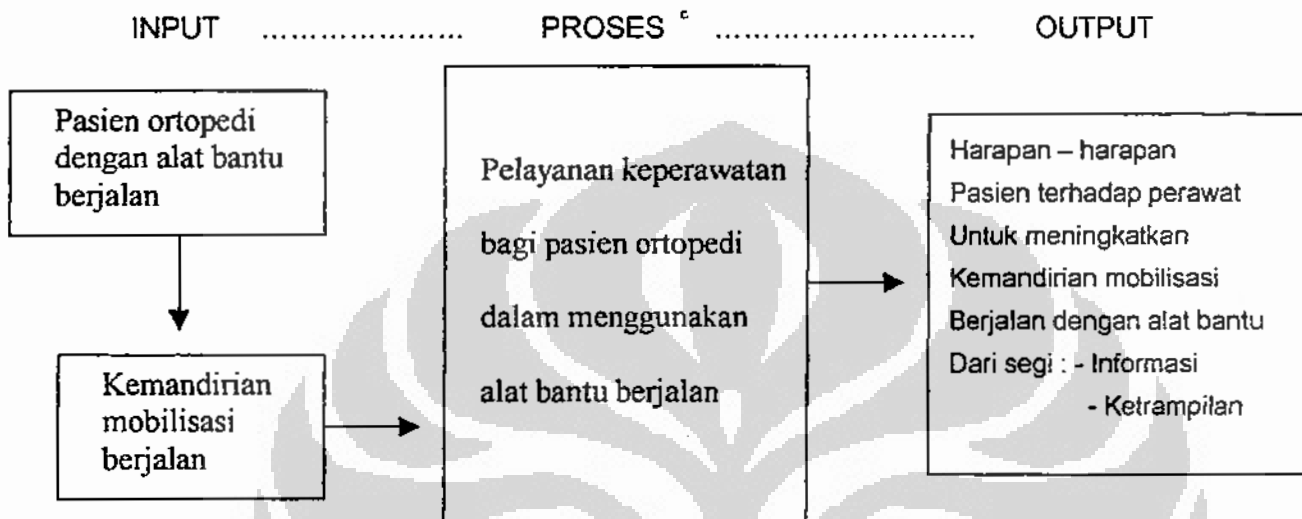 INPUT ..................... PROSES c ........................... OUTPUT
Pasien ortopedi
dengan alat bantu
berjalan
Kemandirian
mobilisasi
berjalan
Pelayanan keperawatan
bagi pasien ortopedi
dalam menggunakan
alat bantu berjalan
Harapan – harapan
Pasien terhadap perawat
Untuk meningkatkan
Kemandirian mobilisasi
Berjalan dengan alat bantu
Dari segi : - Informasi
- Ketrampilan